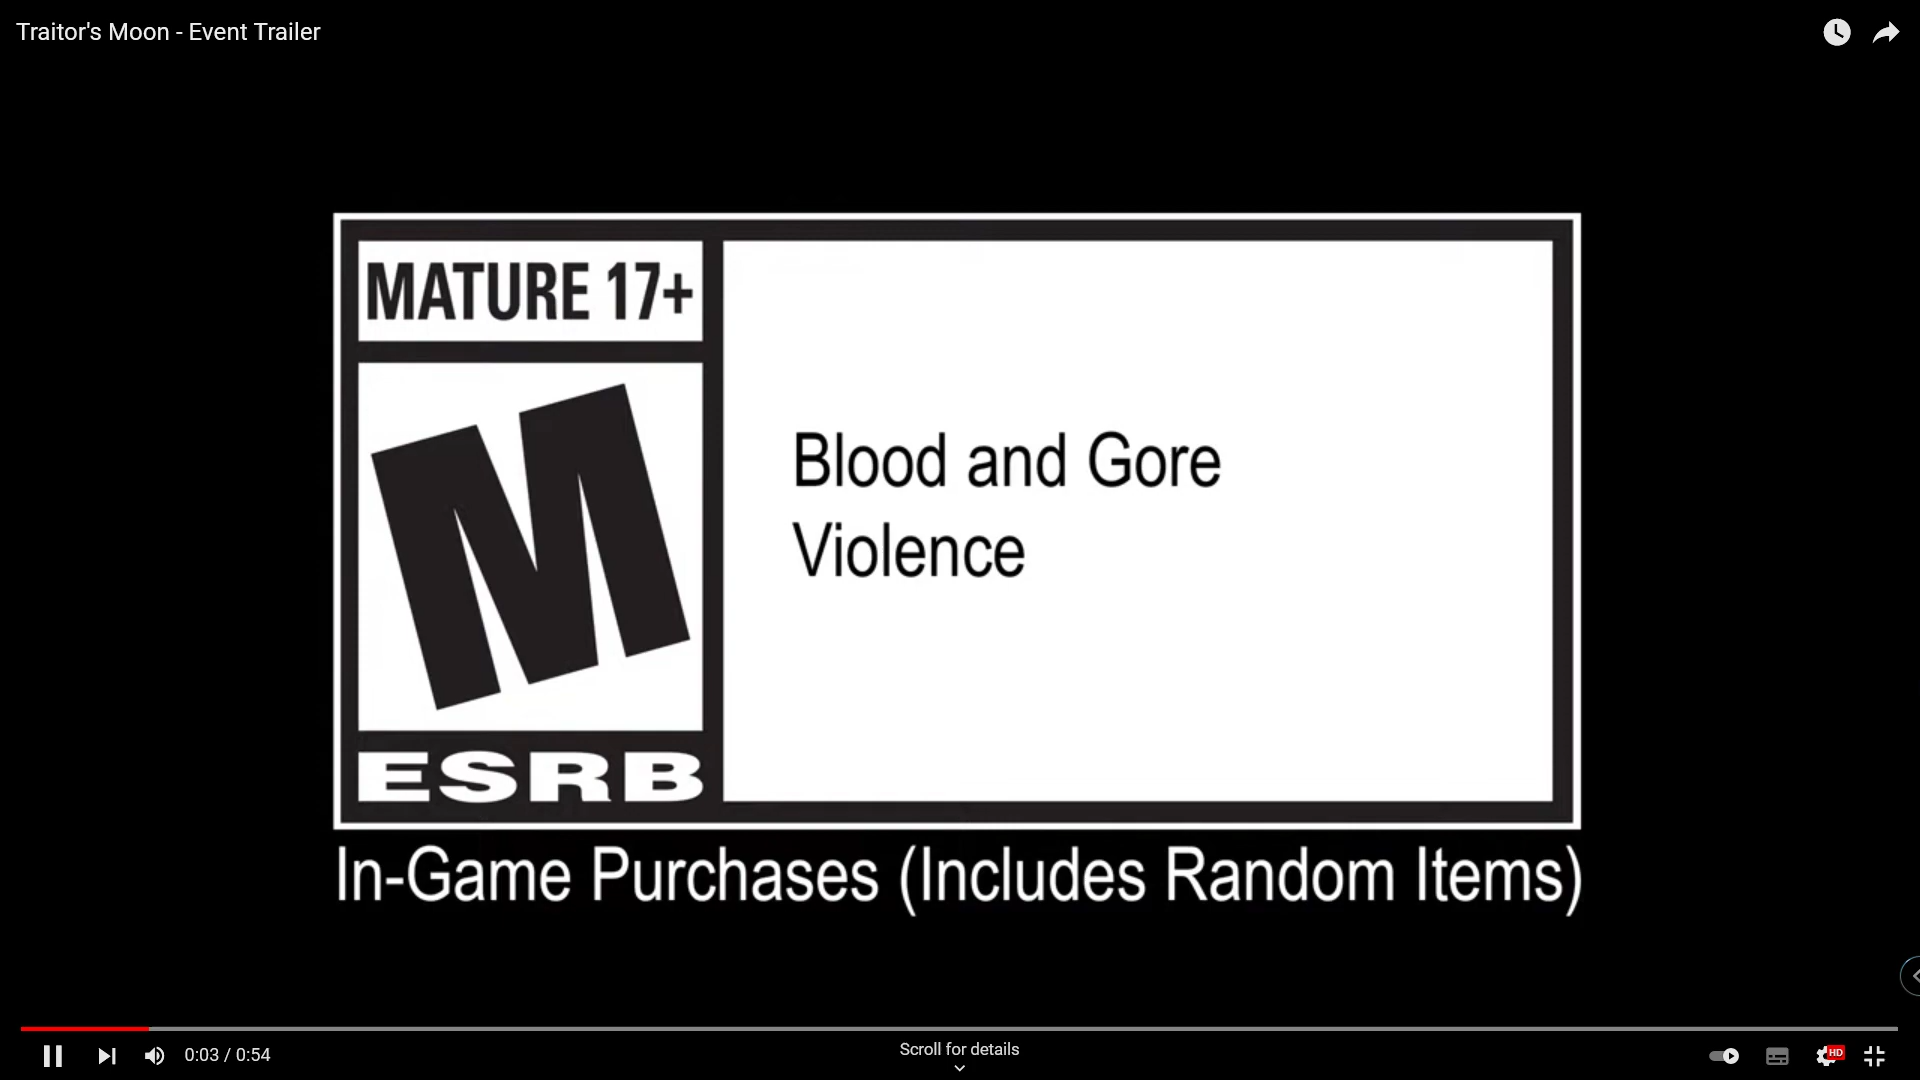 Traitor's Moon - Event Trailer
MATURE 17+
M
ESRB
Blood and Gore
Violence
In-Game Purchases (Includes Random Items)
0:03 / 0:54
Scroll for details
HD